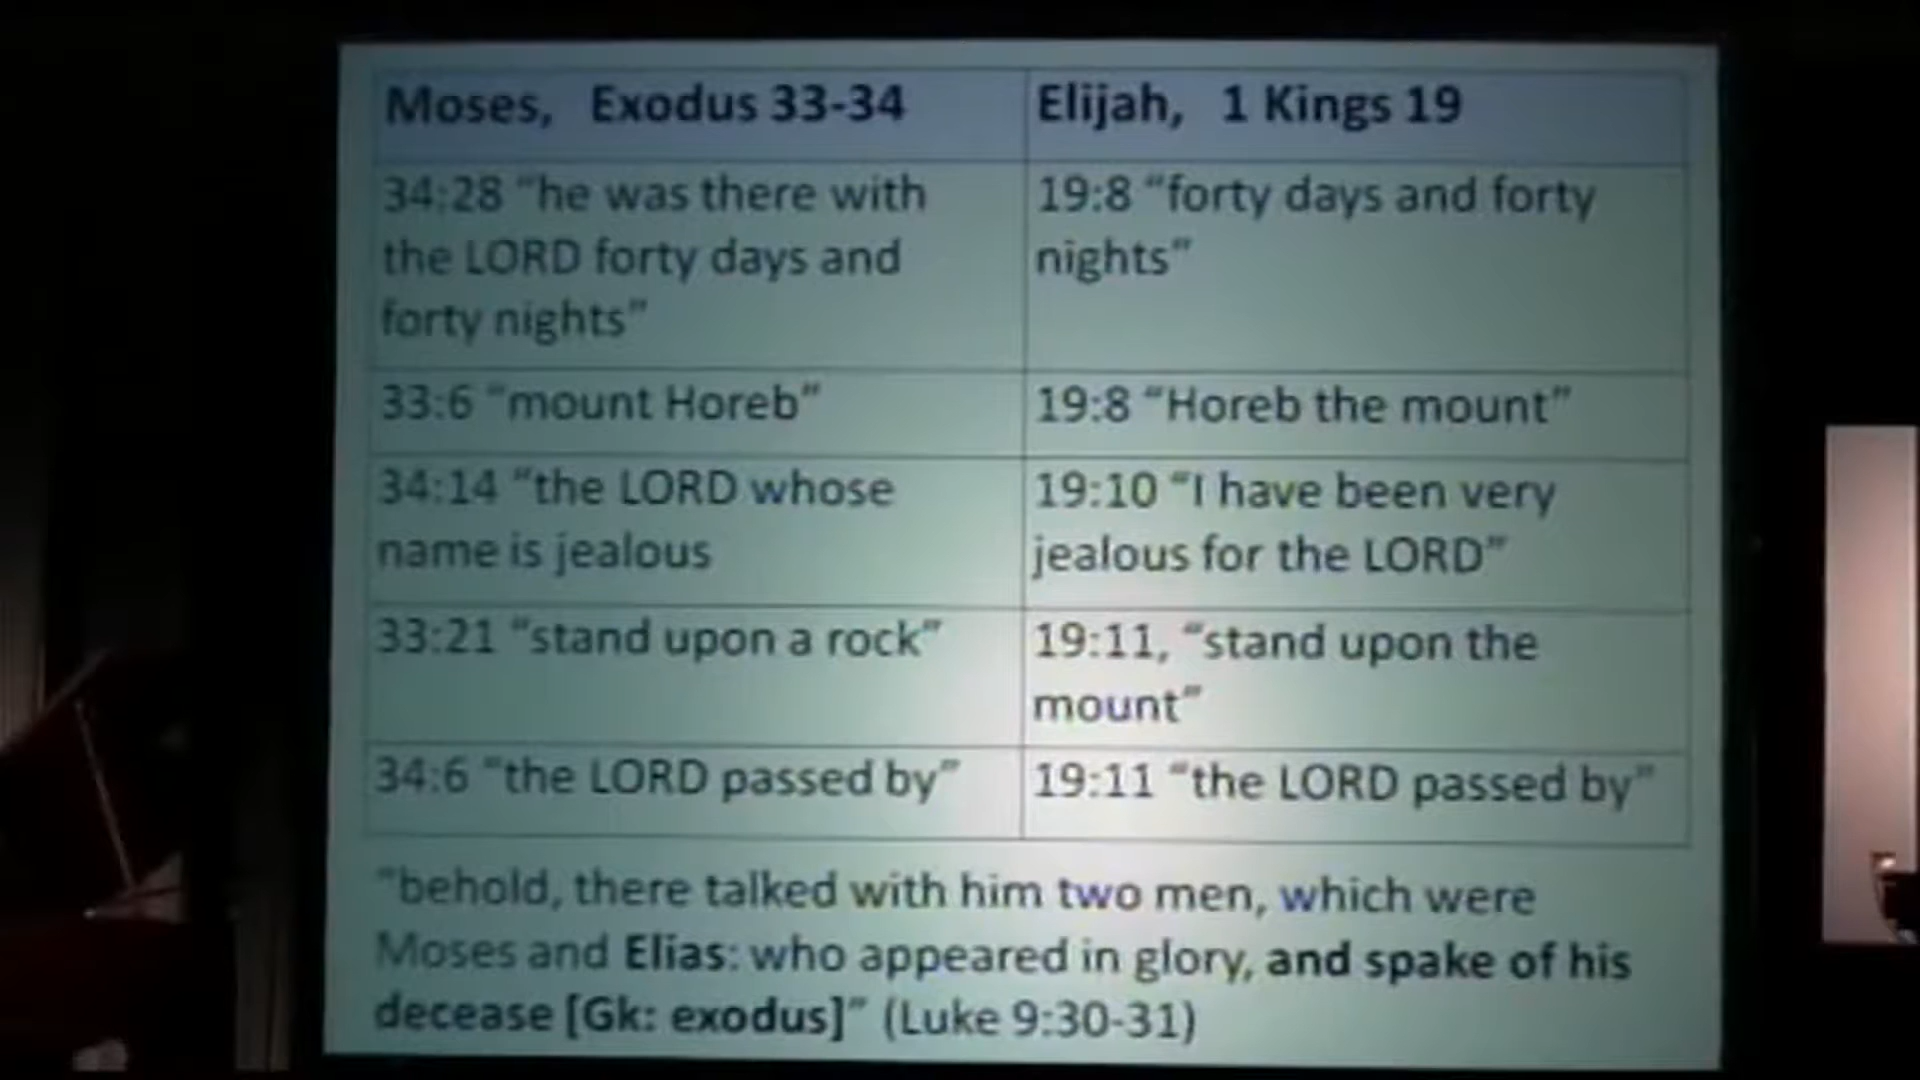 Moses, Exodus 33-34
Elijah, 1 Kings 19
34:28 “he was there with
the LORD forty days and
forty nights”
19:8 “forty days and forty
nights”
33:6 “mount Horeb”
19:8 “Horeb the mount”
34:14 “the LORD whose
name is jealous
19:10 “I have been very
jealous for the LORD”
33:21 “stand upon a rock”
19:11, “stand upon the
mount”
34:6 “the LORD passed by”
19:11 “the LORD passed by”
“behold, there talked with him two men, which were
Moses and Elias: who appeared in glory, and spake of his
decease [Gk: exodus]” (Luke 9:30-31)